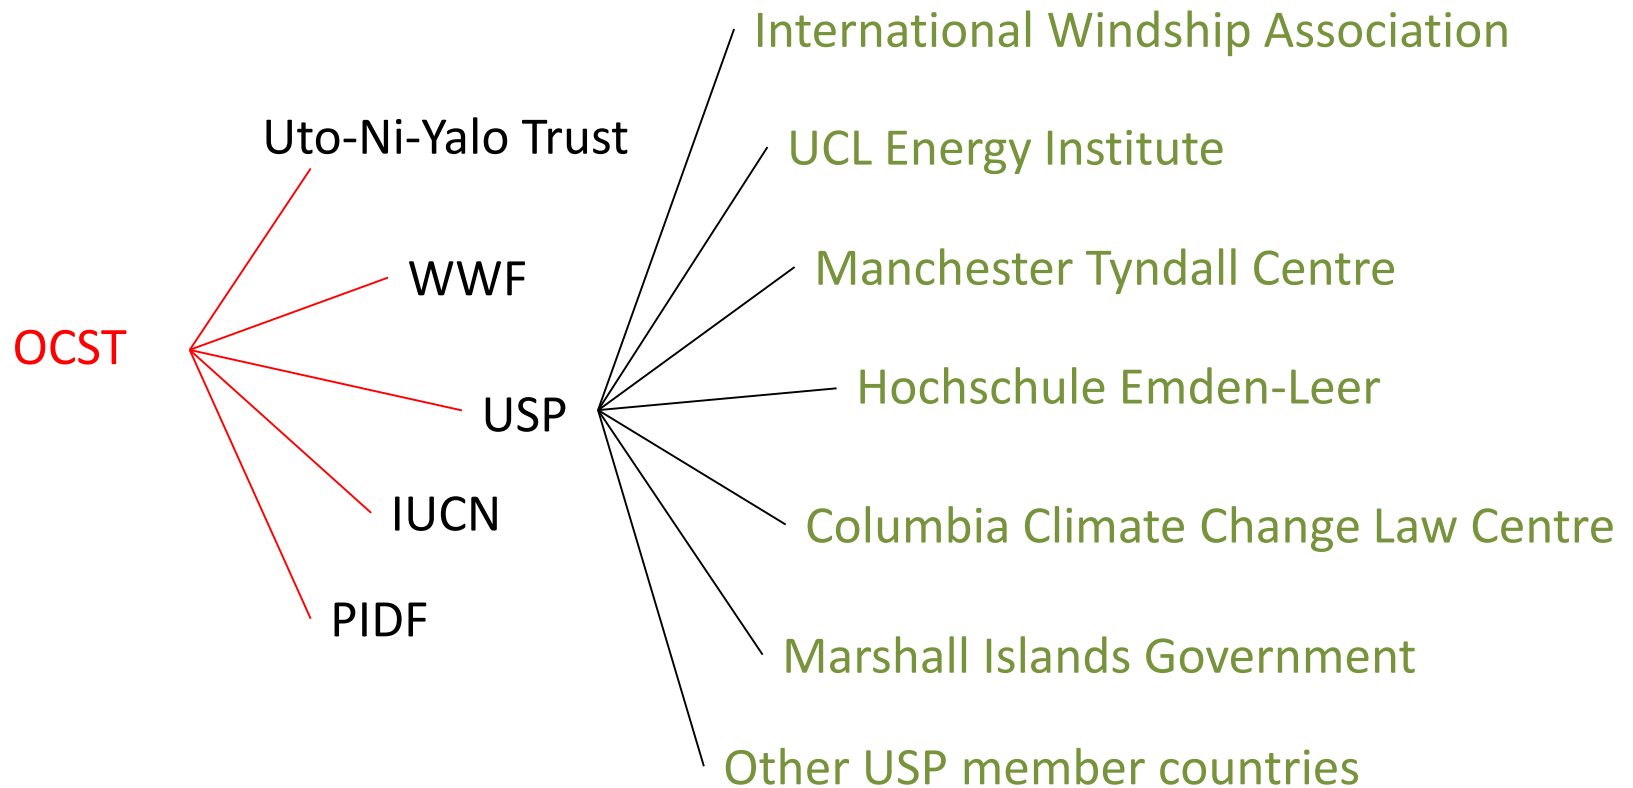 OCST
Uto-Ni-Yalo Trust
WWF
USP
IUCN
PIDF
International Windship Association
UCL Energy Institute
Manchester Tyndall Centre
Hochschule Emden-Leer
Columbia Climate Change Law Centre
Marshall Islands Government
Other USP member countries